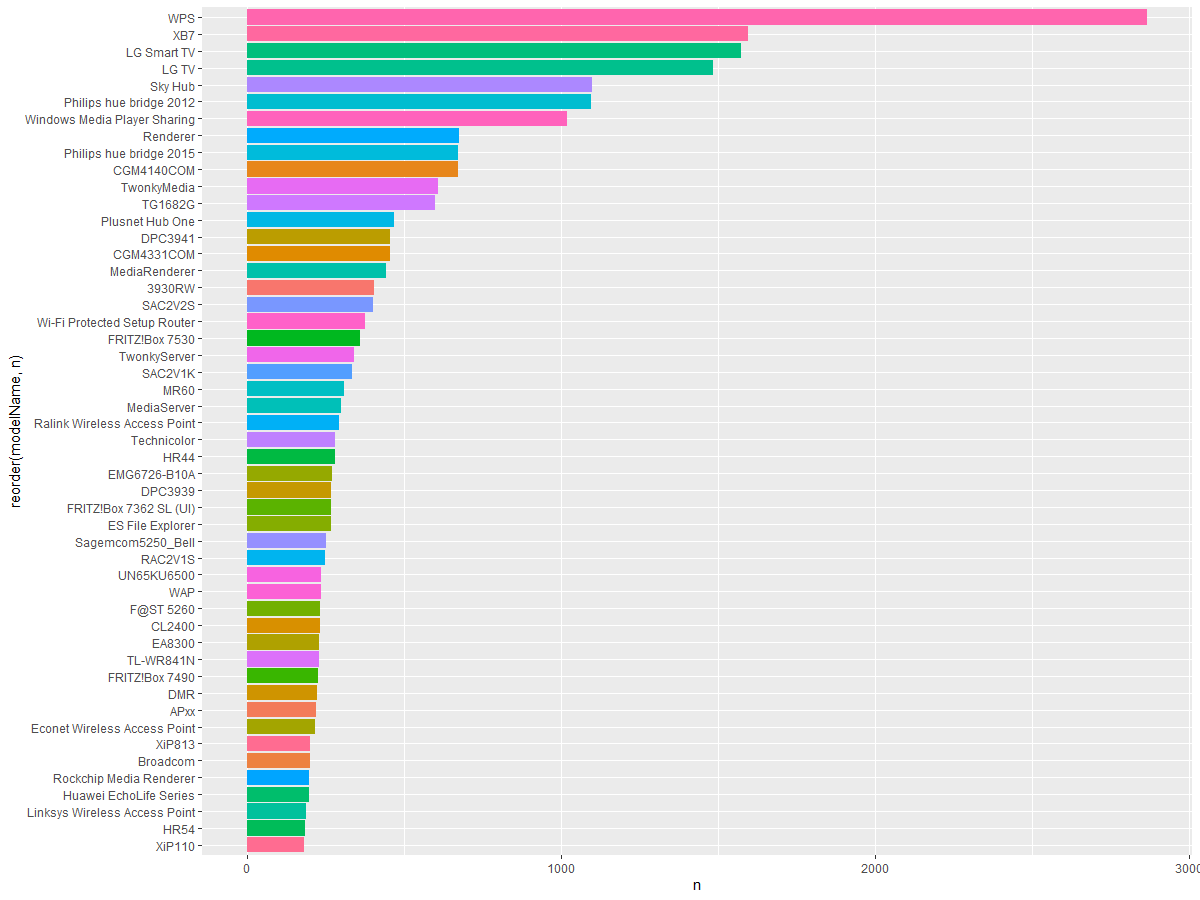 WPS
XB7
LG Smart TV
LG TV
Sky Hub
Philips hue bridge 2012
Windows Media Player Sharing
Renderer
Philips hue bridge 2015
CGM4140COM
TwonkyMedia
TG1682G
Plusnet Hub One
DPC3941
CGM4331COM
MediaRenderer
3930RW
SAC2V2S
Wi-Fi Protected Setup Router
FRITZ!Box 7530
TwonkyServer
SAC2V1K
MR60
MediaServer
Ralink Wireless Access Point
Technicolor
HR44
EMG6726-B10A
DPC3939
FRITZ!Box 7362 SL (UI)
ES File Explorer
Sagemcom5250_Bell
RAC2V1S
UN65KU6500
WAP
F@ST 5260
CL2400
EA8300
TL-WR841N
FRITZ!Box 7490
DMR
APxx
Econet Wireless Access Point
XiP813
Broadcom
Rockchip Media Renderer
Huawei EchoLife Series
Linksys Wireless Access Point
HR54
XiP110
reorder(modelName, n)
0 1000 2000 3000
n